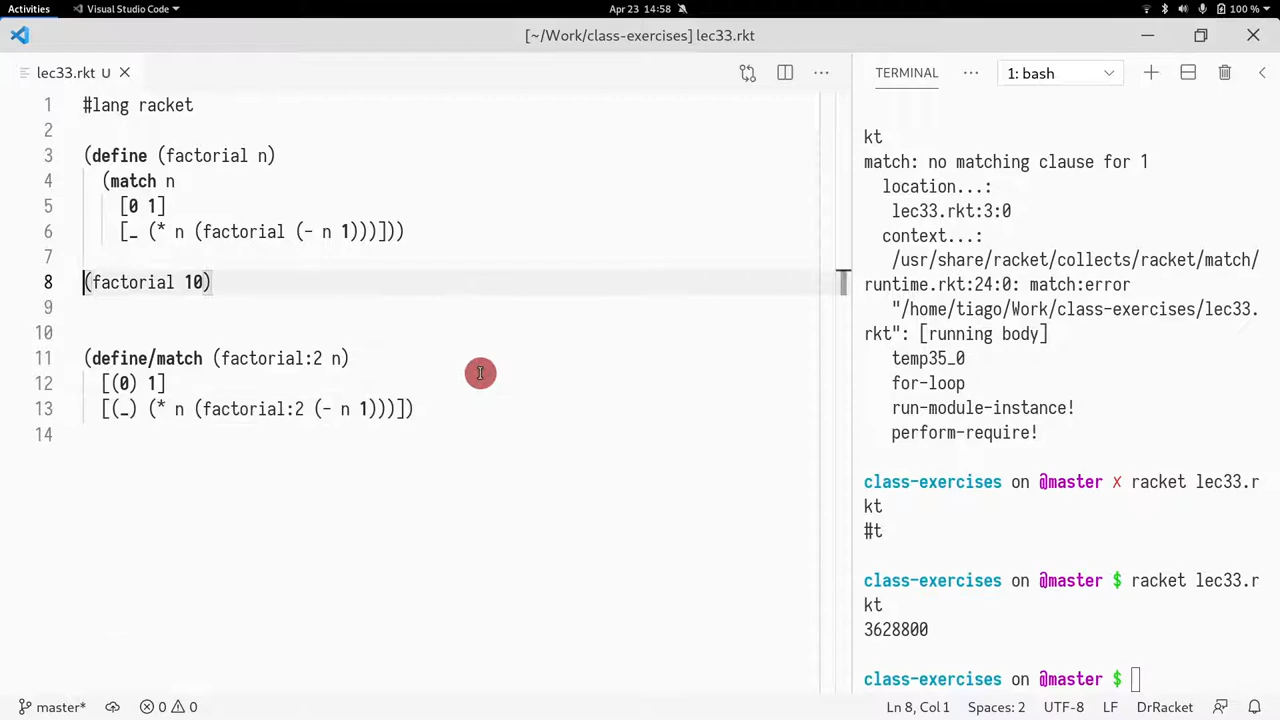 Activities Visual Studio Code Apr 23 14:58 100 %
[~/Work/class-exercises] lec33.rkt
lec33.rkt U
1 #lang racket
2
3 (define (factorial n)
4 (match n
5 [0 1]
6 [_ (* n (factorial (- n 1)))]))
7
8 (factorial 10)
9
10
11 (define/match (factorial:2 n)
12 [(0) 1]
13 [(_) (* n (factorial:2 (- n 1)))])
14
TERMINAL ... 1: bash
kt
match: no matching clause for 1
location...:
lec33.rkt:3:0
context...:
/usr/share/racket/collects/racket/match/
runtime.rkt:24:0: match:error
"/home/tiago/Work/class-exercises/lec33.
rkt": [running body]
temp35_0
for-loop
run-module-instance!
perform-require!
class-exercises on @master ✗ racket lec33.r
kt
#t
class-exercises on @master $ racket lec33.r
kt
3628800
class-exercises on @master $
master* 0 0 Ln 8, Col 1 Spaces: 2 UTF-8 LF DrRacket